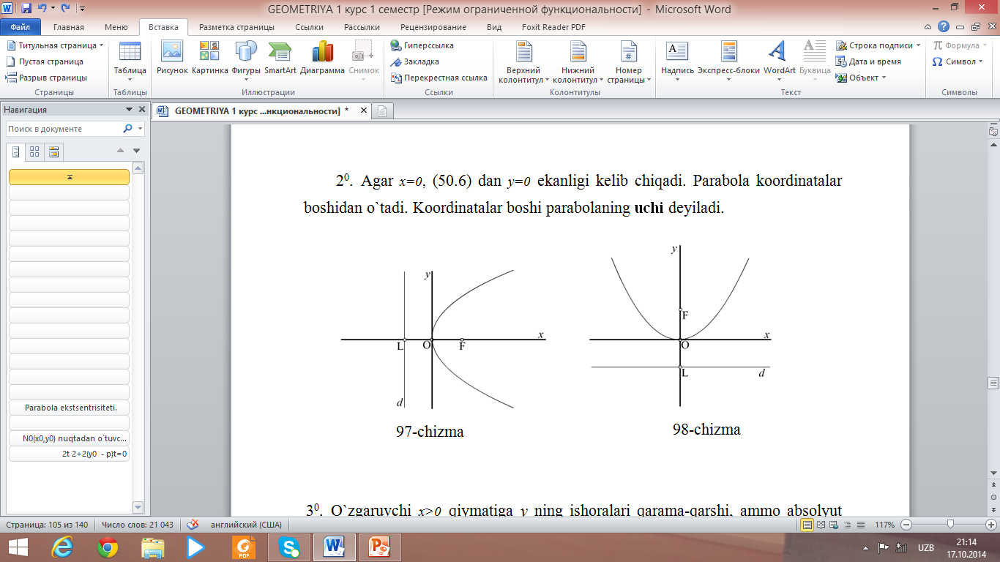 GEOMETRIYA 1 курс 1 семестр [Режим ограниченной функциональности] - Microsoft Word
Файл Главная Меню Вставка Разметка страницы Ссылки Рассылки Рецензирование Вид Foxit Reader PDF
Титульная страница
Пустая страница
Разрыв страницы
Страницы
Таблица
Таблицы
Рисунок Картинка Фигуры SmartArt Диаграмма Снимок
Иллюстрации
Гиперссылка
Закладка
Перекрестная ссылка
Ссылки
Верхний колонтитул
Нижний колонтитул
Номер страницы
Колонтитулы
Надпись Экспресс-блоки WordArt Буквица
Строка подписи
Дата и время
Объект
Текст
Формула
Символ
Символы
Навигация
Поиск в документе
Parabola ekstsentrisiteti.
N0(x0,y0) nuqtadan o`tuvc...
2t 2+2(y0 - p)t=0
GEOMETRIYA 1 курс ...нкциональности] *
2⁰. Agar x=0, (50.6) dan y=0 ekanligi kelib chiqadi. Parabola koordinatalar
boshidan o`tadi. Koordinatalar boshi parabolaning uchi deyiladi.
y
x
L O F
d
97-chizma
y
F
x
O
L
d
98-chizma
3⁰. O`zgaruvchi x>0 qiymatiga y ning ishoralari qarama-qarshi, ammo absolyut
Страница: 105 из 140 Число слов: 21 043 английский (США) 117%
UZB
21:14
17.10.2014